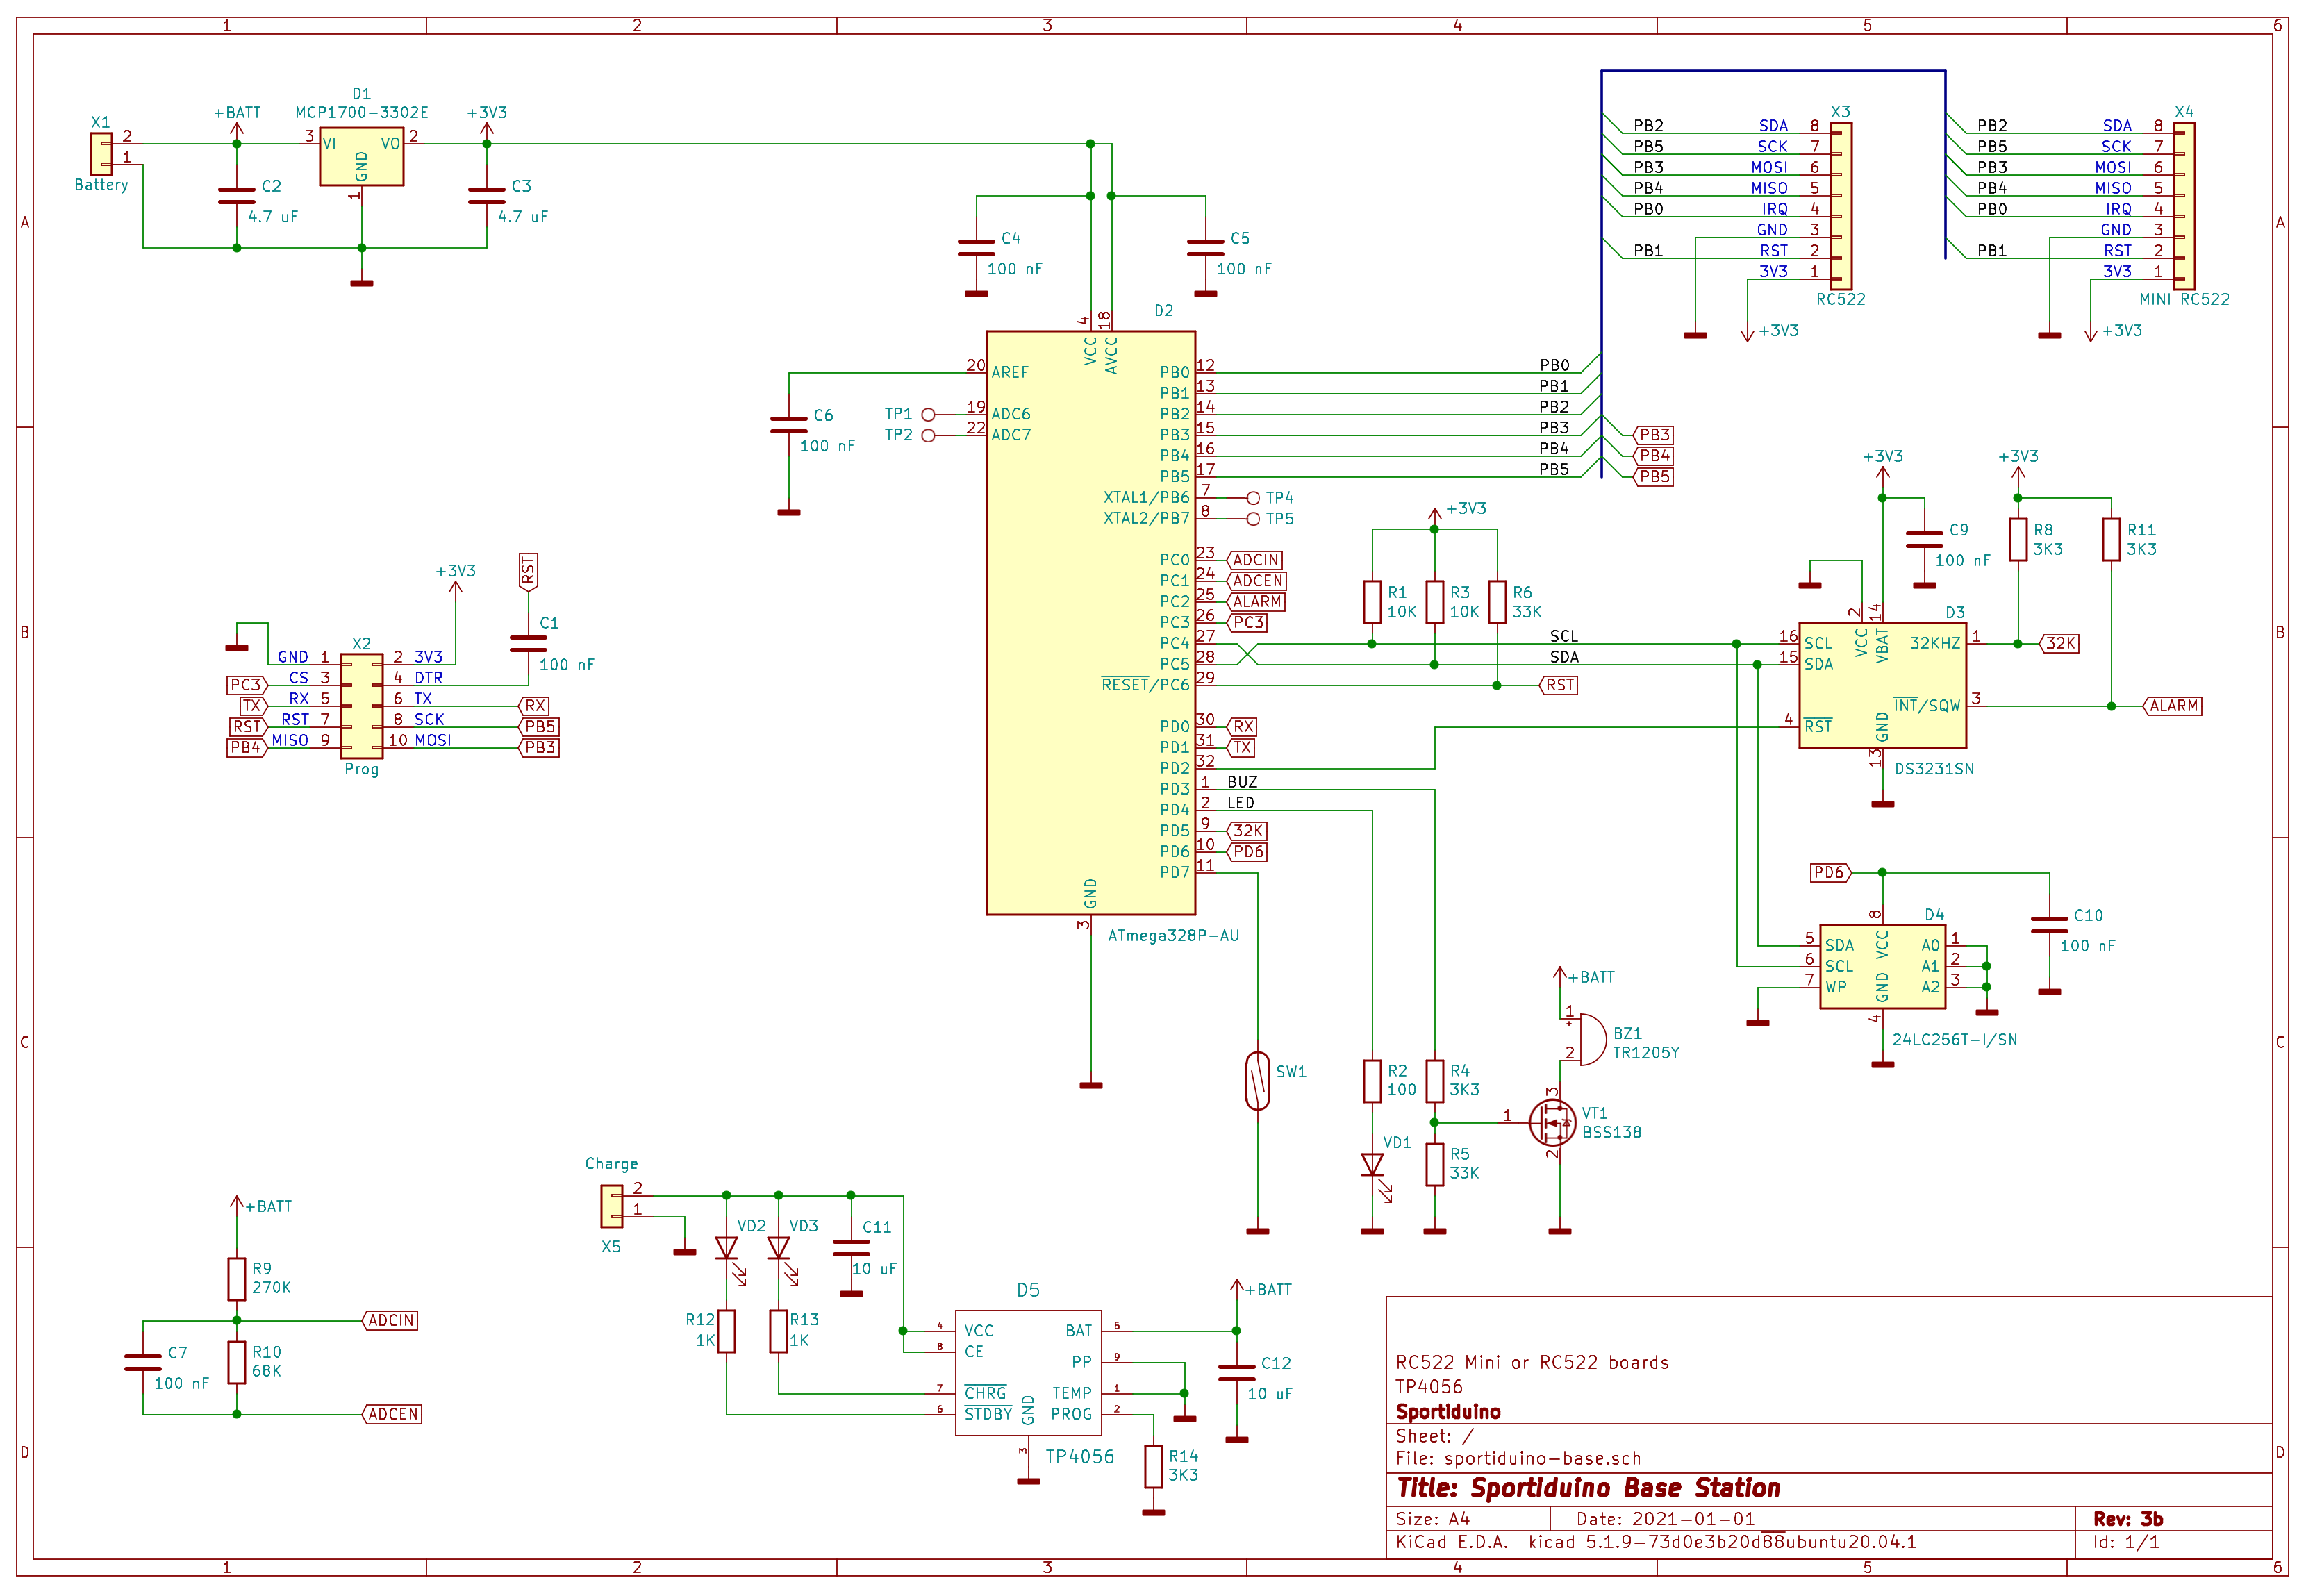 1 2 3 4 5 6
A
B
C
D
A
B
C
D
1 2 3 4 5 6
X1
2
1
Battery
+BATT
D1
MCP1700-3302E
3 VI VO 2
GND
1
+3V3
C2
4.7 uF
C3
4.7 uF
C4
100 nF
C5
100 nF
C6
100 nF
TP1
TP2
D2
4 VCC
18 AVCC
20 AREF
19 ADC6
22 ADC7
PB0 12
PB1 13
PB2 14
PB3 15
PB4 16
PB5 17
XTAL1/PB6 7 TP4
XTAL2/PB7 8 TP5
PC0 23 ADCIN
PC1 24 ADCEN
PC2 25 ALARM
PC3 26 PC3
PC4 27
PC5 28
RESET/PC6 29
PD0 30 RX
PD1 31 TX
PD2 32
PD3 1 BUZ
PD4 2 LED
PD5 9 32K
PD6 10 PD6
PD7 11
GND
3
ATmega328P-AU
PB0
PB1
PB2
PB3
PB4
PB5
PB3
PB4
PB5
X3
PB2 SDA 8
PB5 SCK 7
PB3 MOSI 6
PB4 MISO 5
PB0 IRQ 4
GND 3
PB1 RST 2
3V3 1
RC522
+3V3
X4
PB2 SDA 8
PB5 SCK 7
PB3 MOSI 6
PB4 MISO 5
PB0 IRQ 4
GND 3
PB1 RST 2
3V3 1
MINI RC522
+3V3
+3V3
R1
10K
R3
10K
R6
33K
SCL
SDA
RST
+3V3
C9
100 nF
+3V3
R8
3K3
R11
3K3
D3
2 VCC
14 VBAT
16 SCL
15 SDA
4 RST
32KHZ 1
INT/SQW 3
GND
13
32K
ALARM
DS3231SN
PD6
C10
100 nF
D4
8
VCC
5 SDA
6 SCL
7 WP
A0 1
A1 2
A2 3
GND
4
24LC256T-I/SN
+3V3
RST
C1
100 nF
X2
GND 1 2 3V3
PC3 CS 3 4 DTR
TX RX 5 6 TX RX
RST RST 7 8 SCK PB5
PB4 MISO 9 10 MOSI PB3
Prog
SW1
R2
100
VD1
R4
3K3
R5
33K
+BATT
1
+
2
BZ1
TR1205Y
3
1
2
VT1
BSS138
+BATT
R9
270K
ADCIN
C7
100 nF
R10
68K
ADCEN
Charge
2
1
X5
VD2
VD3
C11
10 uF
R12
1K
R13
1K
D5
4 VCC
8 CE
7 CHRG
6 STDBY
BAT 5
PP 9
TEMP 1
PROG 2
GND
3
TP4056
+BATT
C12
10 uF
R14
3K3
RC522 Mini or RC522 boards
TP4056
Sportiduino
Sheet: /
File: sportiduino-base.sch
Title: Sportiduino Base Station
Size: A4 Date: 2021-01-01 Rev: 3b
KiCad E.D.A. kicad 5.1.9-73d0e3b20d88ubuntu20.04.1 Id: 1/1